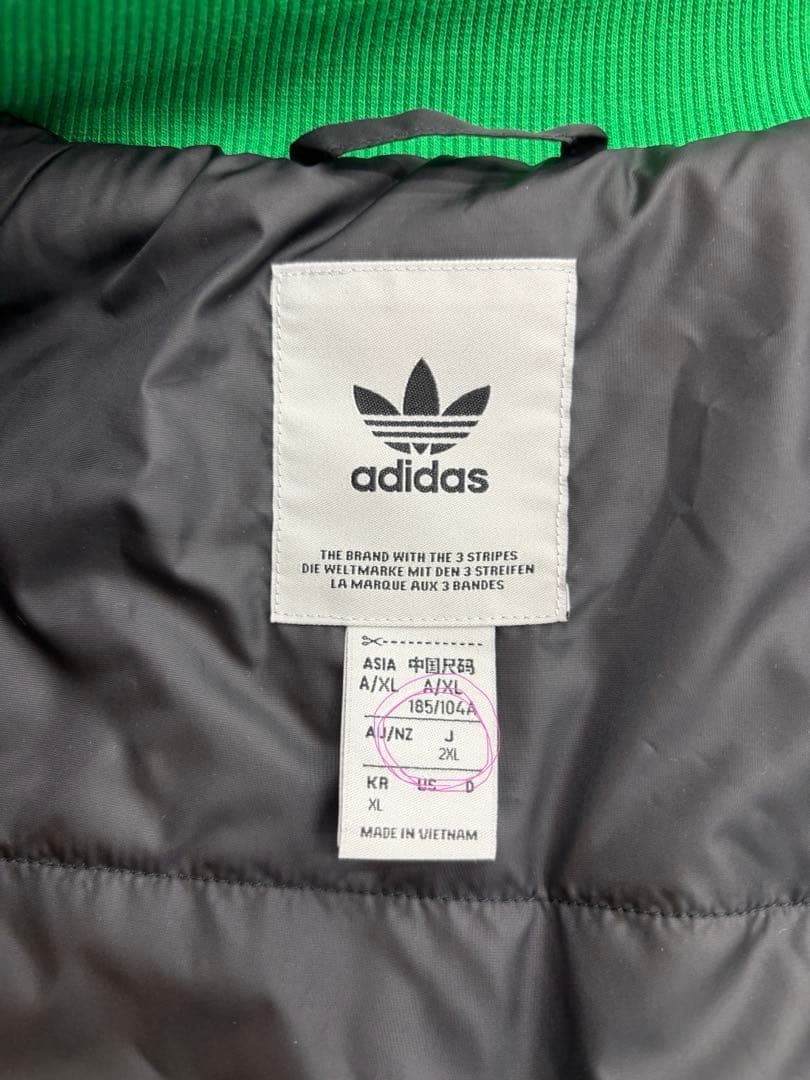 adidas
THE BRAND WITH THE 3 STRIPES
DIE WELTMARKE MIT DEN 3 STREIFEN
LA MARQUE AUX 3 BANDES
ASIA 中国尺码
A/XL A/XL
185/104A
AU/NZ J
2XL
KR US D
XL
MADE IN VIETNAM